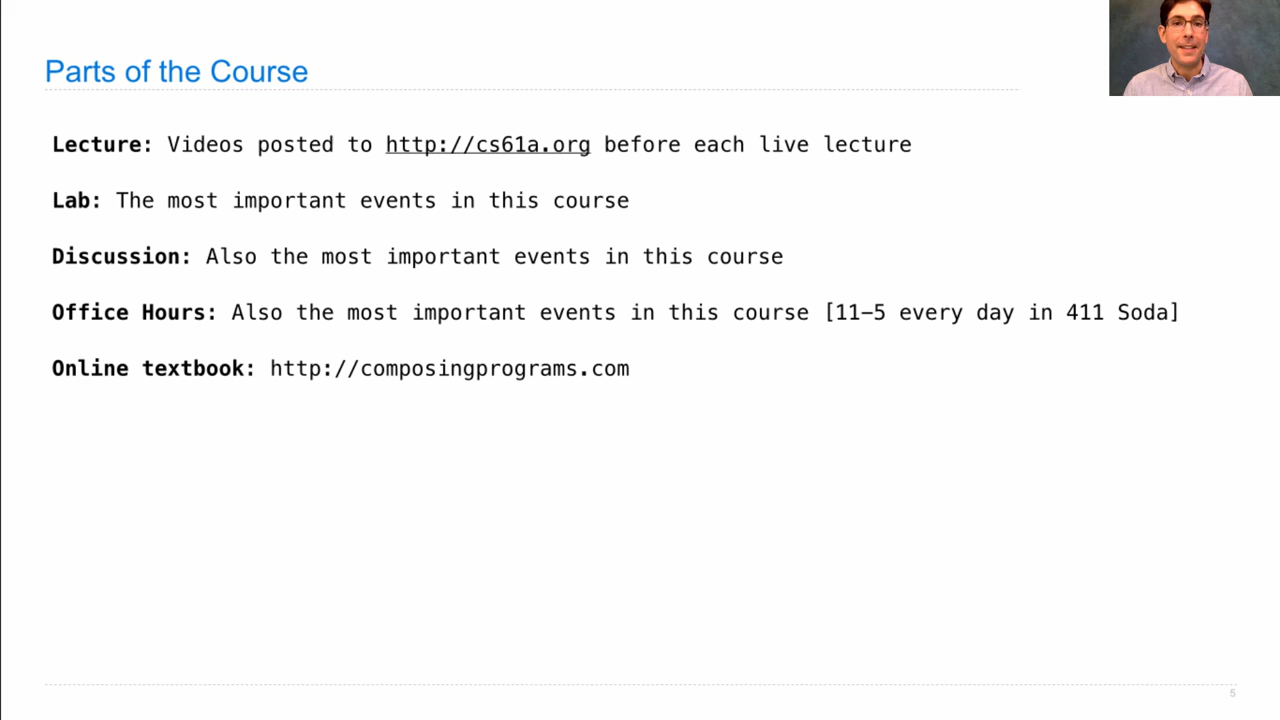 Parts of the Course
Lecture: Videos posted to http://cs61a.org before each live lecture
Lab: The most important events in this course
Discussion: Also the most important events in this course
Office Hours: Also the most important events in this course [11–5 every day in 411 Soda]
Online textbook: http://composingprograms.com
5